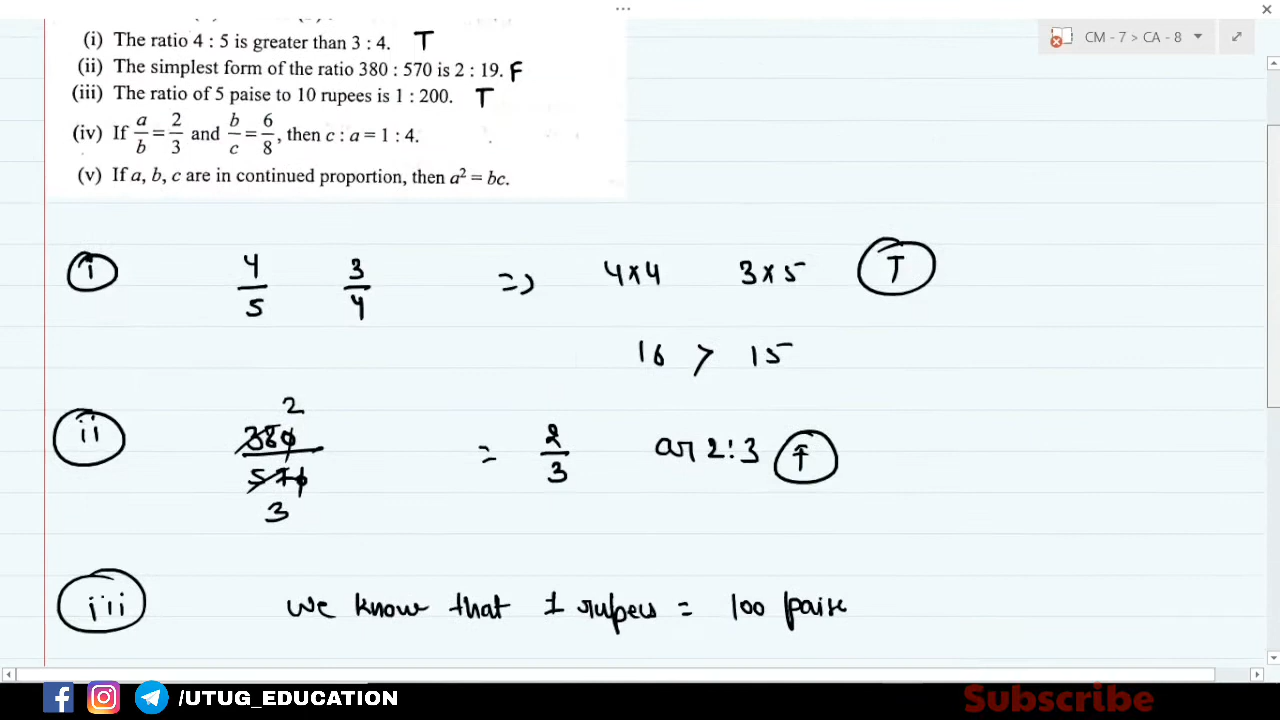 CM - 7 > CA - 8
(i) The ratio 4 : 5 is greater than 3 : 4. T
(ii) The simplest form of the ratio 380 : 570 is 2 : 19. F
(iii) The ratio of 5 paise to 10 rupees is 1 : 200. T
(iv) If a/b = 2/3 and b/c = 6/8, then c : a = 1 : 4.
(v) If a, b, c are in continued proportion, then a² = bc.
i 4/5 3/4 => 4×4 3×5 T
16 > 15
2
ii 380/570 = 2/3 or 2:3 F
3
iii We know that 1 rupees = 100 paise
/UTUG_EDUCATION
Subscribe